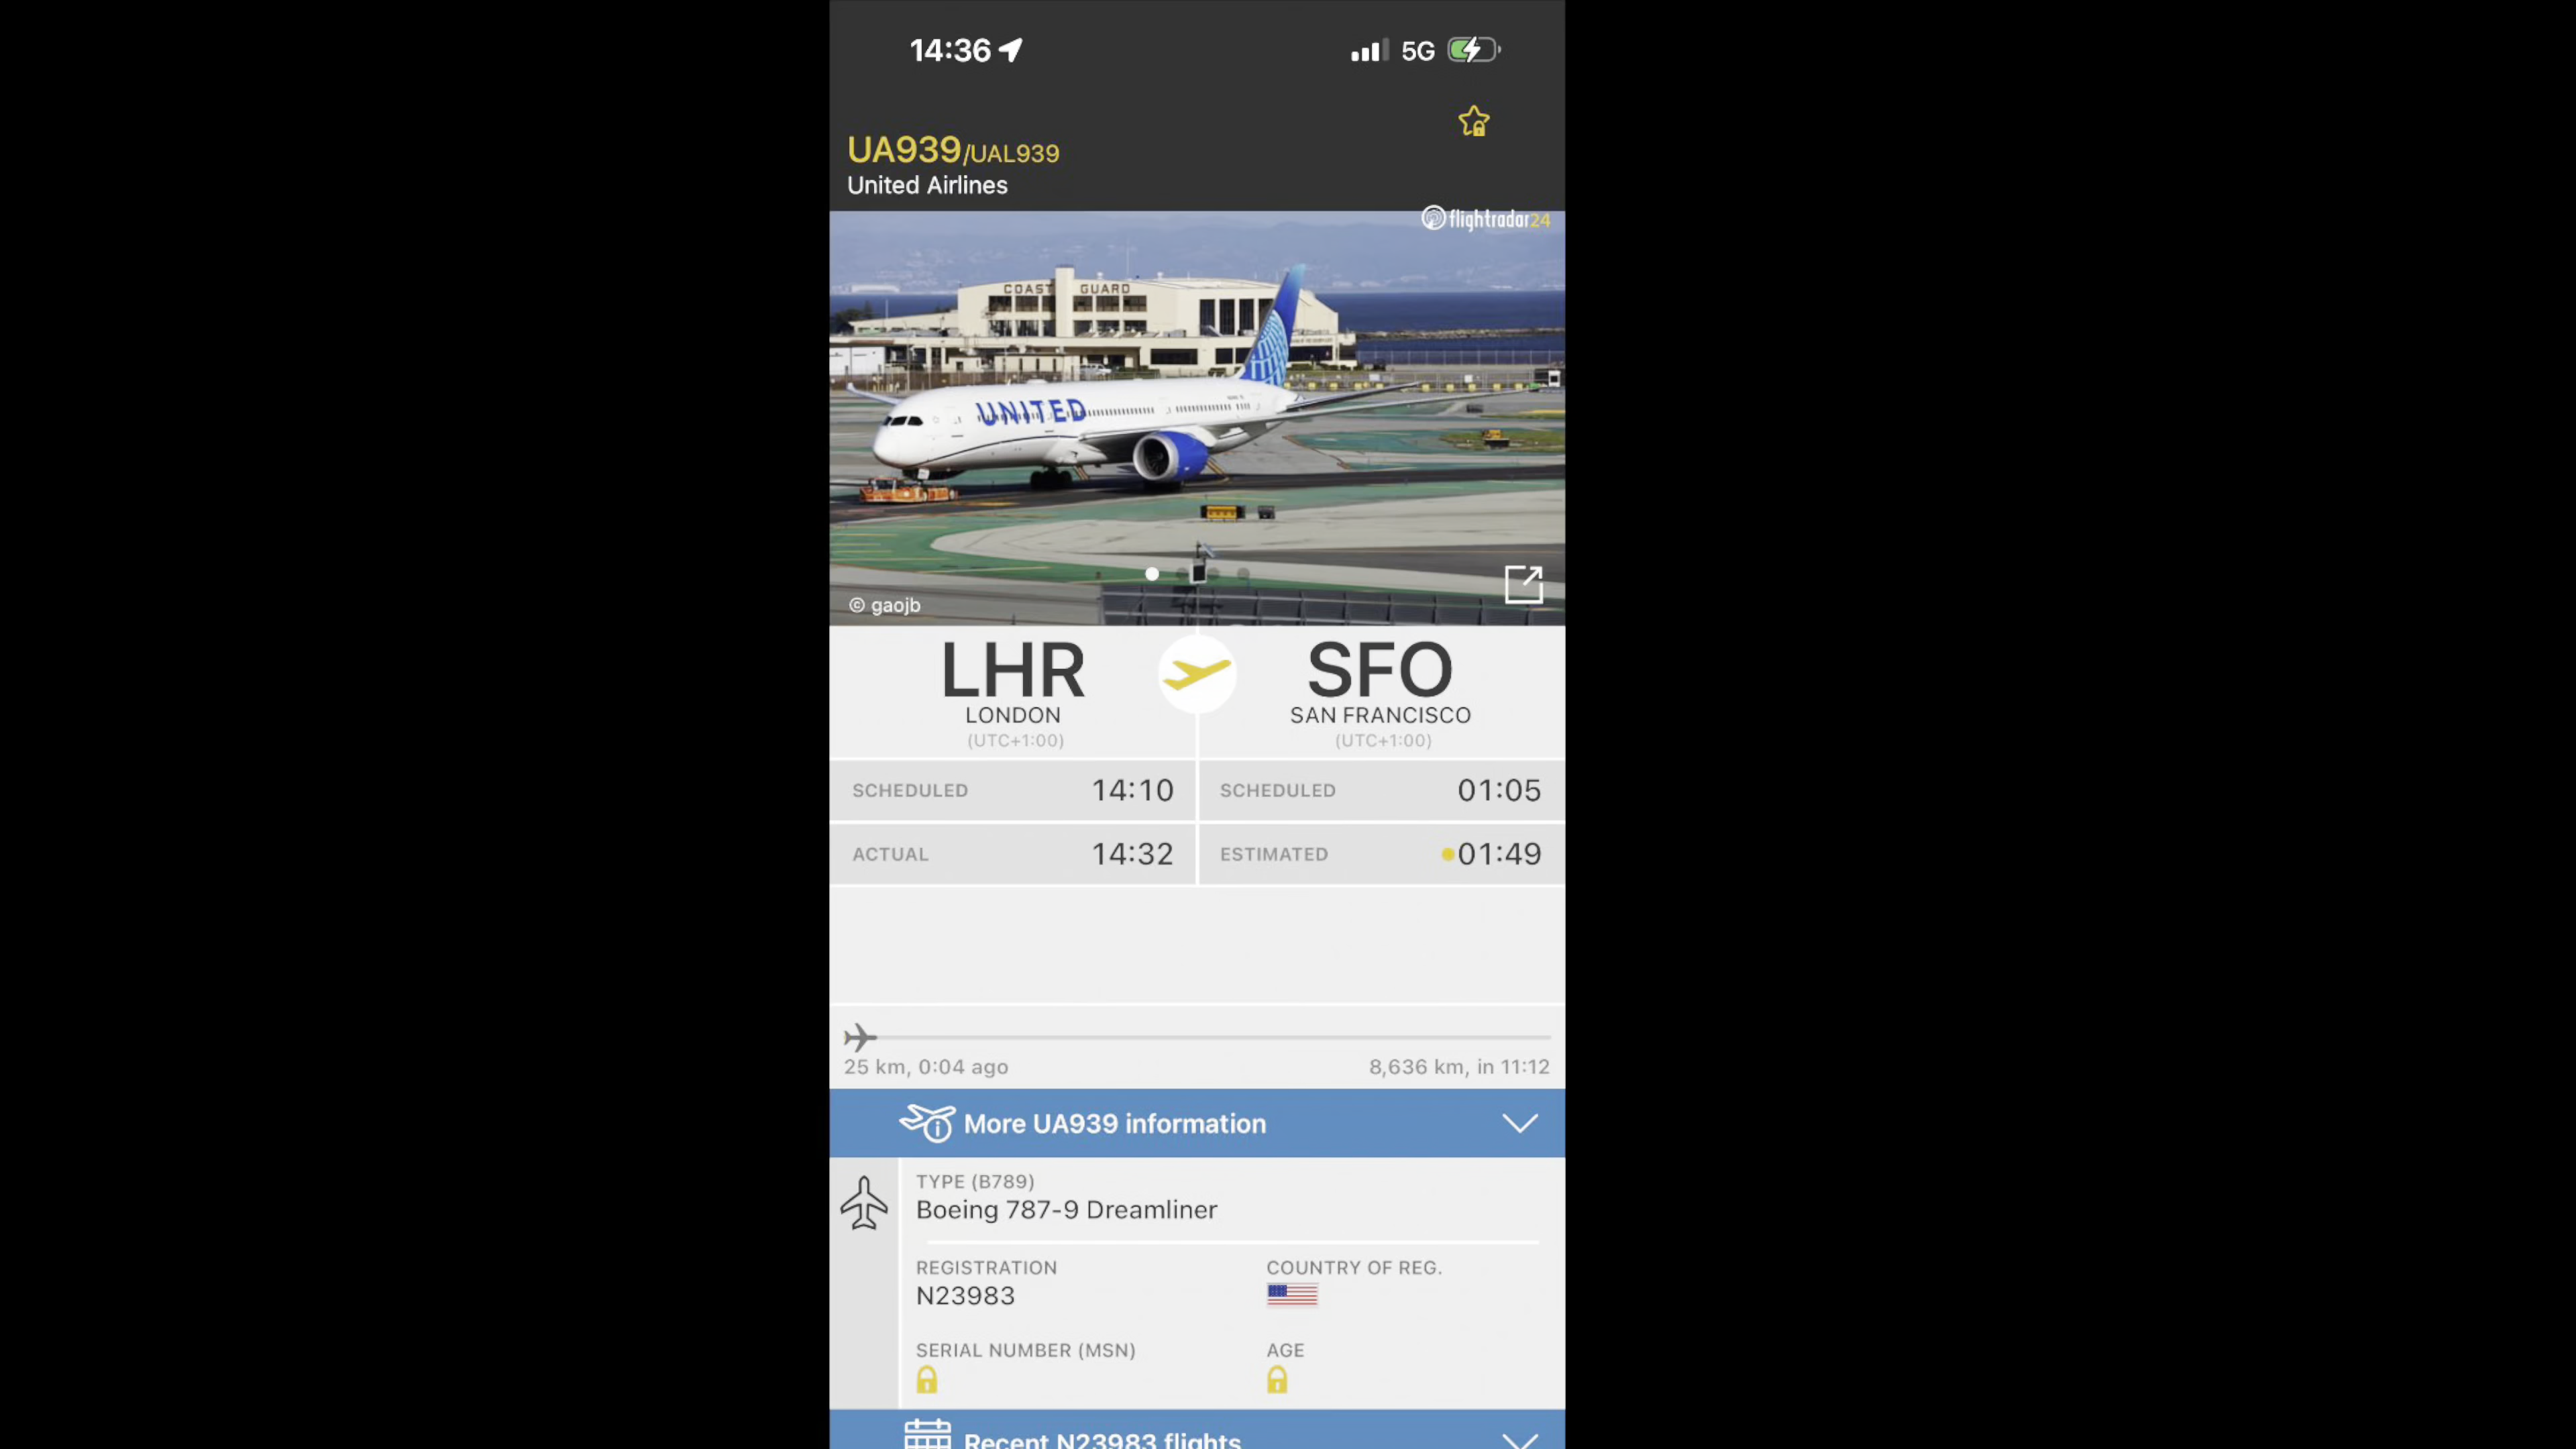 14:36 5G
UA939/UAL939
United Airlines
flightradar24
COAST GUARD
UNITED
© gaojb
LHR SFO
LONDON SAN FRANCISCO
(UTC+1:00) (UTC+1:00)
SCHEDULED 14:10 SCHEDULED 01:05
ACTUAL 14:32 ESTIMATED 01:49
25 km, 0:04 ago 8,636 km, in 11:12
More UA939 information
TYPE (B789)
Boeing 787-9 Dreamliner
REGISTRATION COUNTRY OF REG.
N23983
SERIAL NUMBER (MSN) AGE
Recent N23983 flights